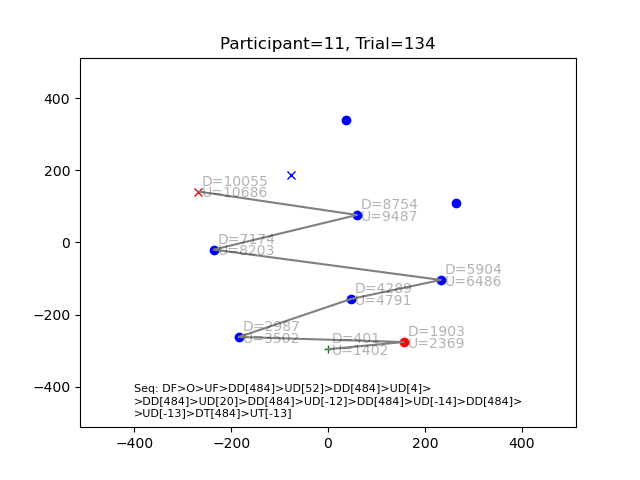 Participant=11, Trial=134
400
200
0
−200
−400
D=10055
U=10686
D=8754
U=9487
D=7174
U=8203
D=5904
U=6486
D=4289
U=4791
D=2987
U=3502
D=1903
U=2369
D=401
U=1402
Seq: DF>O>UF>DD[484]>UD[52]>DD[484]>UD[4]>
>DD[484]>UD[20]>DD[484]>UD[-12]>DD[484]>UD[-14]>DD[484]>
>UD[-13]>DT[484]>UT[-13]
−400 −200 0 200 400